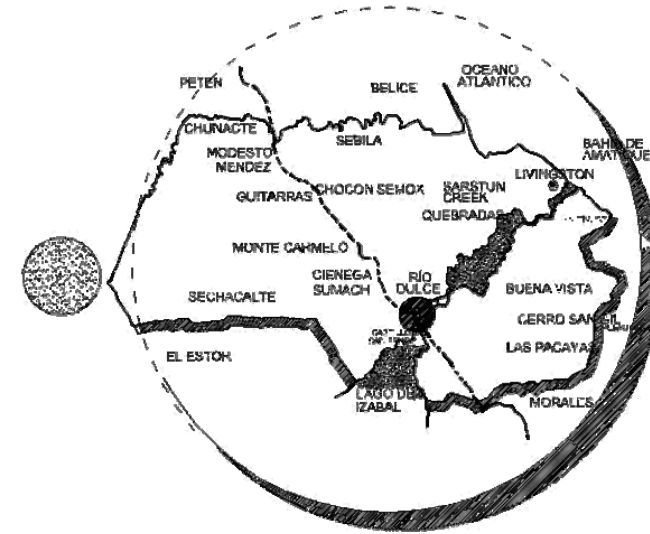 OCEANO
ATLANTICO
PETEN
BELICE
CHUNACTE
SEBILA
BAHIA DE
AMATIQUE
MODESTO
MENDEZ
LIVINGSTON
GUITARRAS
CHOCON SEMOX
SARSTUN
CREEK
QUEBRADAS
MONTE CARMELO
CIENEGA
SUMACH
RÍO
DULCE
SECHACALTE
BUENA VISTA
CERRO SAN GIL
EL ESTOR
LAS PACAYAS
LAGO DE
IZABAL
MORALES